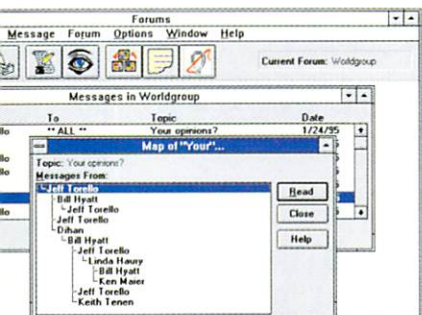 Forums
Message Forum Options Window Help
Current Forum: Worldgroup
Messages in Worldgroup
To Topic Date
llo ** ALL ** Your opinions? 1/24/95
Map of "Your"...
Topic: Your opinions?
Messages From:
Jeff Torello
Bill Hyatt
Jeff Torello
Jeff Torello
Dihan
Bill Hyatt
Jeff Torello
Linda Haury
Bill Hyatt
Ken Maier
Jeff Torello
Keith Tenen
Read
Close
Help